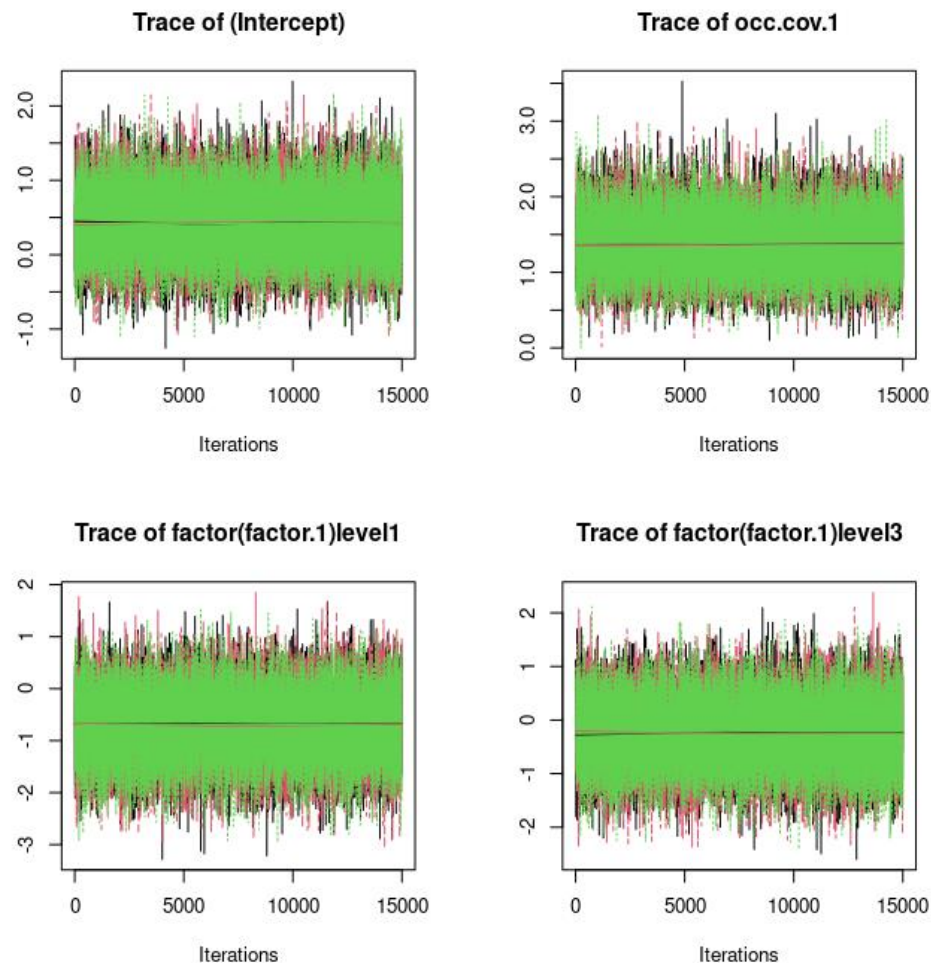 Trace of (Intercept)
2.0
1.0
0.0
-1.0
0 5000 10000 15000
Iterations
Trace of occ.cov.1
3.0
2.0
1.0
0.0
0 5000 10000 15000
Iterations
Trace of factor(factor.1)level1
2
1
0
-1
-2
-3
0 5000 10000 15000
Iterations
Trace of factor(factor.1)level3
2
1
0
-1
-2
0 5000 10000 15000
Iterations